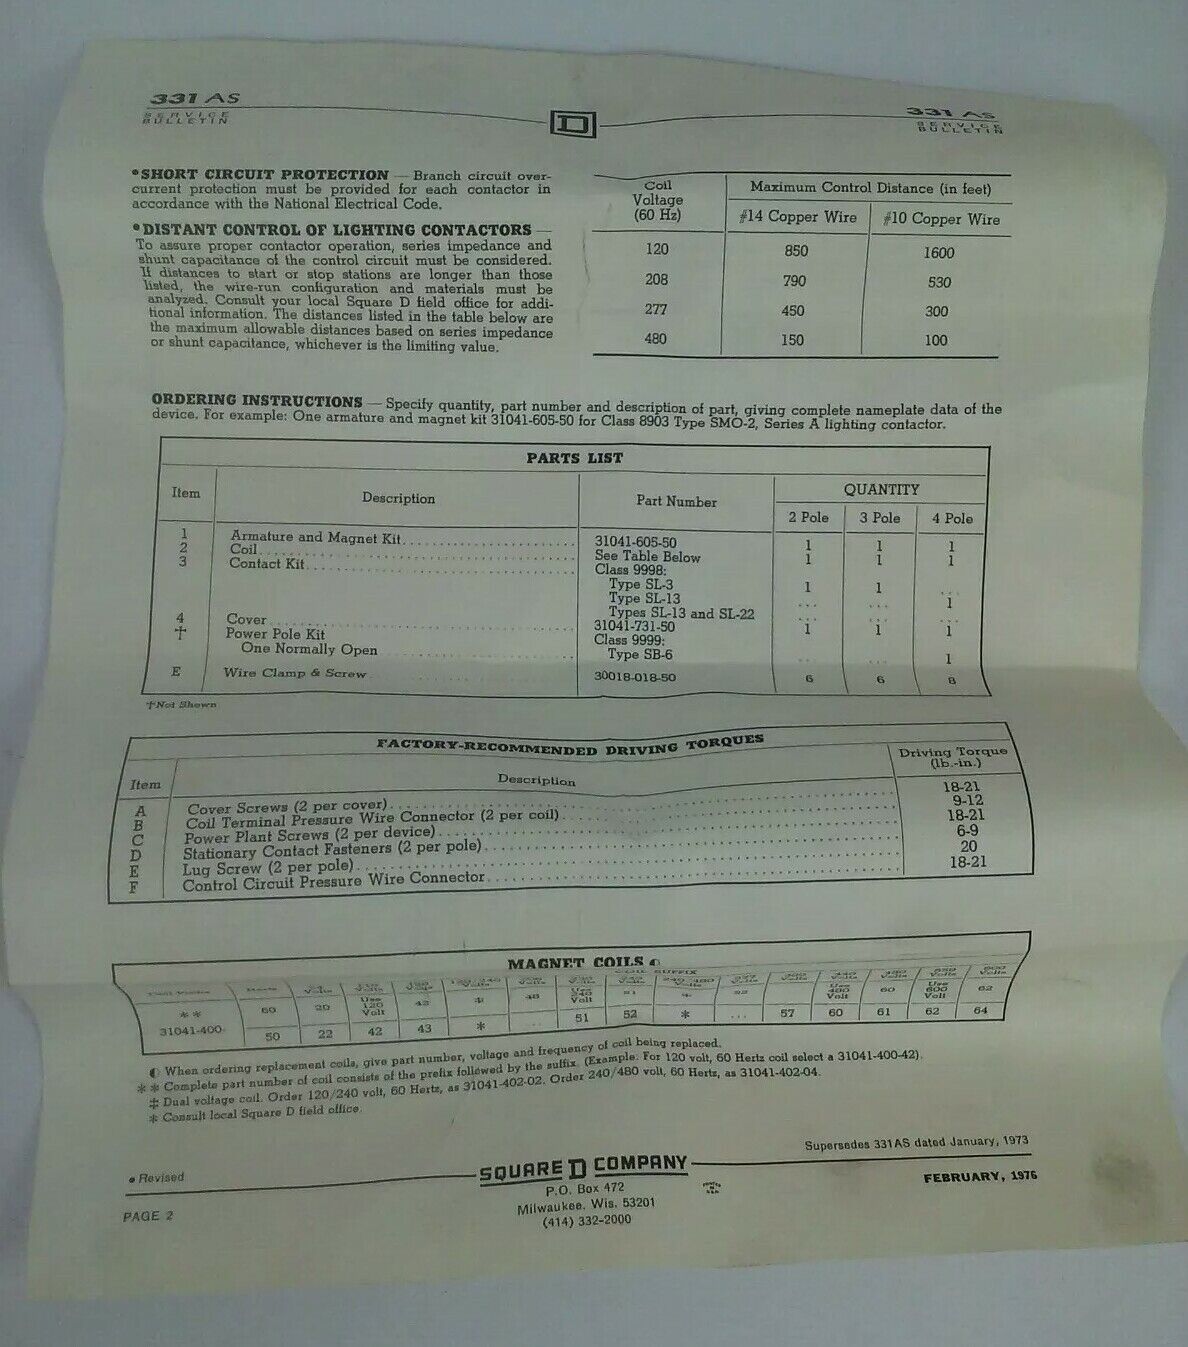 331 AS
SERVICE
BULLETIN
D
331 AS
SERVICE
BULLETIN
•SHORT CIRCUIT PROTECTION — Branch circuit over-
current protection must be provided for each contactor in
accordance with the National Electrical Code.
•DISTANT CONTROL OF LIGHTING CONTACTORS —
To assure proper contactor operation, series impedance and
shunt capacitance of the control circuit must be considered.
If distances to start or stop stations are longer than those
listed, the wire-run configuration and materials must be
analyzed. Consult your local Square D field office for addi-
tional information. The distances listed in the table below are
the maximum allowable distances based on series impedance
or shunt capacitance, whichever is the limiting value.
Coil Voltage (60 Hz) Maximum Control Distance (in feet)
#14 Copper Wire #10 Copper Wire
120 850 1600
208 790 530
277 450 300
480 150 100
ORDERING INSTRUCTIONS — Specify quantity, part number and description of part, giving complete nameplate data of the
device. For example: One armature and magnet kit 31041-605-50 for Class 8903 Type SMO-2, Series A lighting contactor.
PARTS LIST
Item Description Part Number QUANTITY
2 Pole 3 Pole 4 Pole
1 Armature and Magnet Kit 31041-605-50 1 1 1
2 Coil See Table Below 1 1 1
3 Contact Kit Class 9998:
Type SL-3 1 1 ...
Type SL-13 ... ... 1
Types SL-13 and SL-22 ... ... ...
4 Cover 31041-731-50 1 1 1
† Power Pole Kit Class 9999:
One Normally Open Type SB-6 ... ... 1
E Wire Clamp & Screw 30018-018-50 6 6 8
†Not Shown
FACTORY-RECOMMENDED DRIVING TORQUES
Item Description Driving Torque (lb.-in.)
A Cover Screws (2 per cover) 18-21
B Coil Terminal Pressure Wire Connector (2 per coil) 9-12
C Power Plant Screws (2 per device) 18-21
D Stationary Contact Fasteners (2 per pole) 6-9
E Lug Screw (2 per pole) 20
F Control Circuit Pressure Wire Connector 18-21
MAGNET COILS ◐
COIL SUFFIX
Hertz
** 60 20 Use 120 Volt 42 ‡ Use 240 Volt ‡ Use 480 Volt 60 Use 600 Volt 62
31041-400- 50 22 42 43 * ... 51 52 * ... 57 60 61 62 64
◐ When ordering replacement coils, give part number, voltage and frequency of coil being replaced.
** Complete part number of coil consists of the prefix followed by the suffix. (Example: For 120 volt, 60 Hertz coil select a 31041-400-42).
‡ Dual voltage coil. Order 120/240 volt, 60 Hertz, as 31041-402-02. Order 240/480 volt, 60 Hertz, as 31041-402-04.
* Consult local Square D field office.
Supersedes 331AS dated January, 1973
• Revised
SQUARE D COMPANY
FEBRUARY, 1976
PAGE 2
P.O. Box 472
Milwaukee, Wis. 53201
(414) 332-2000